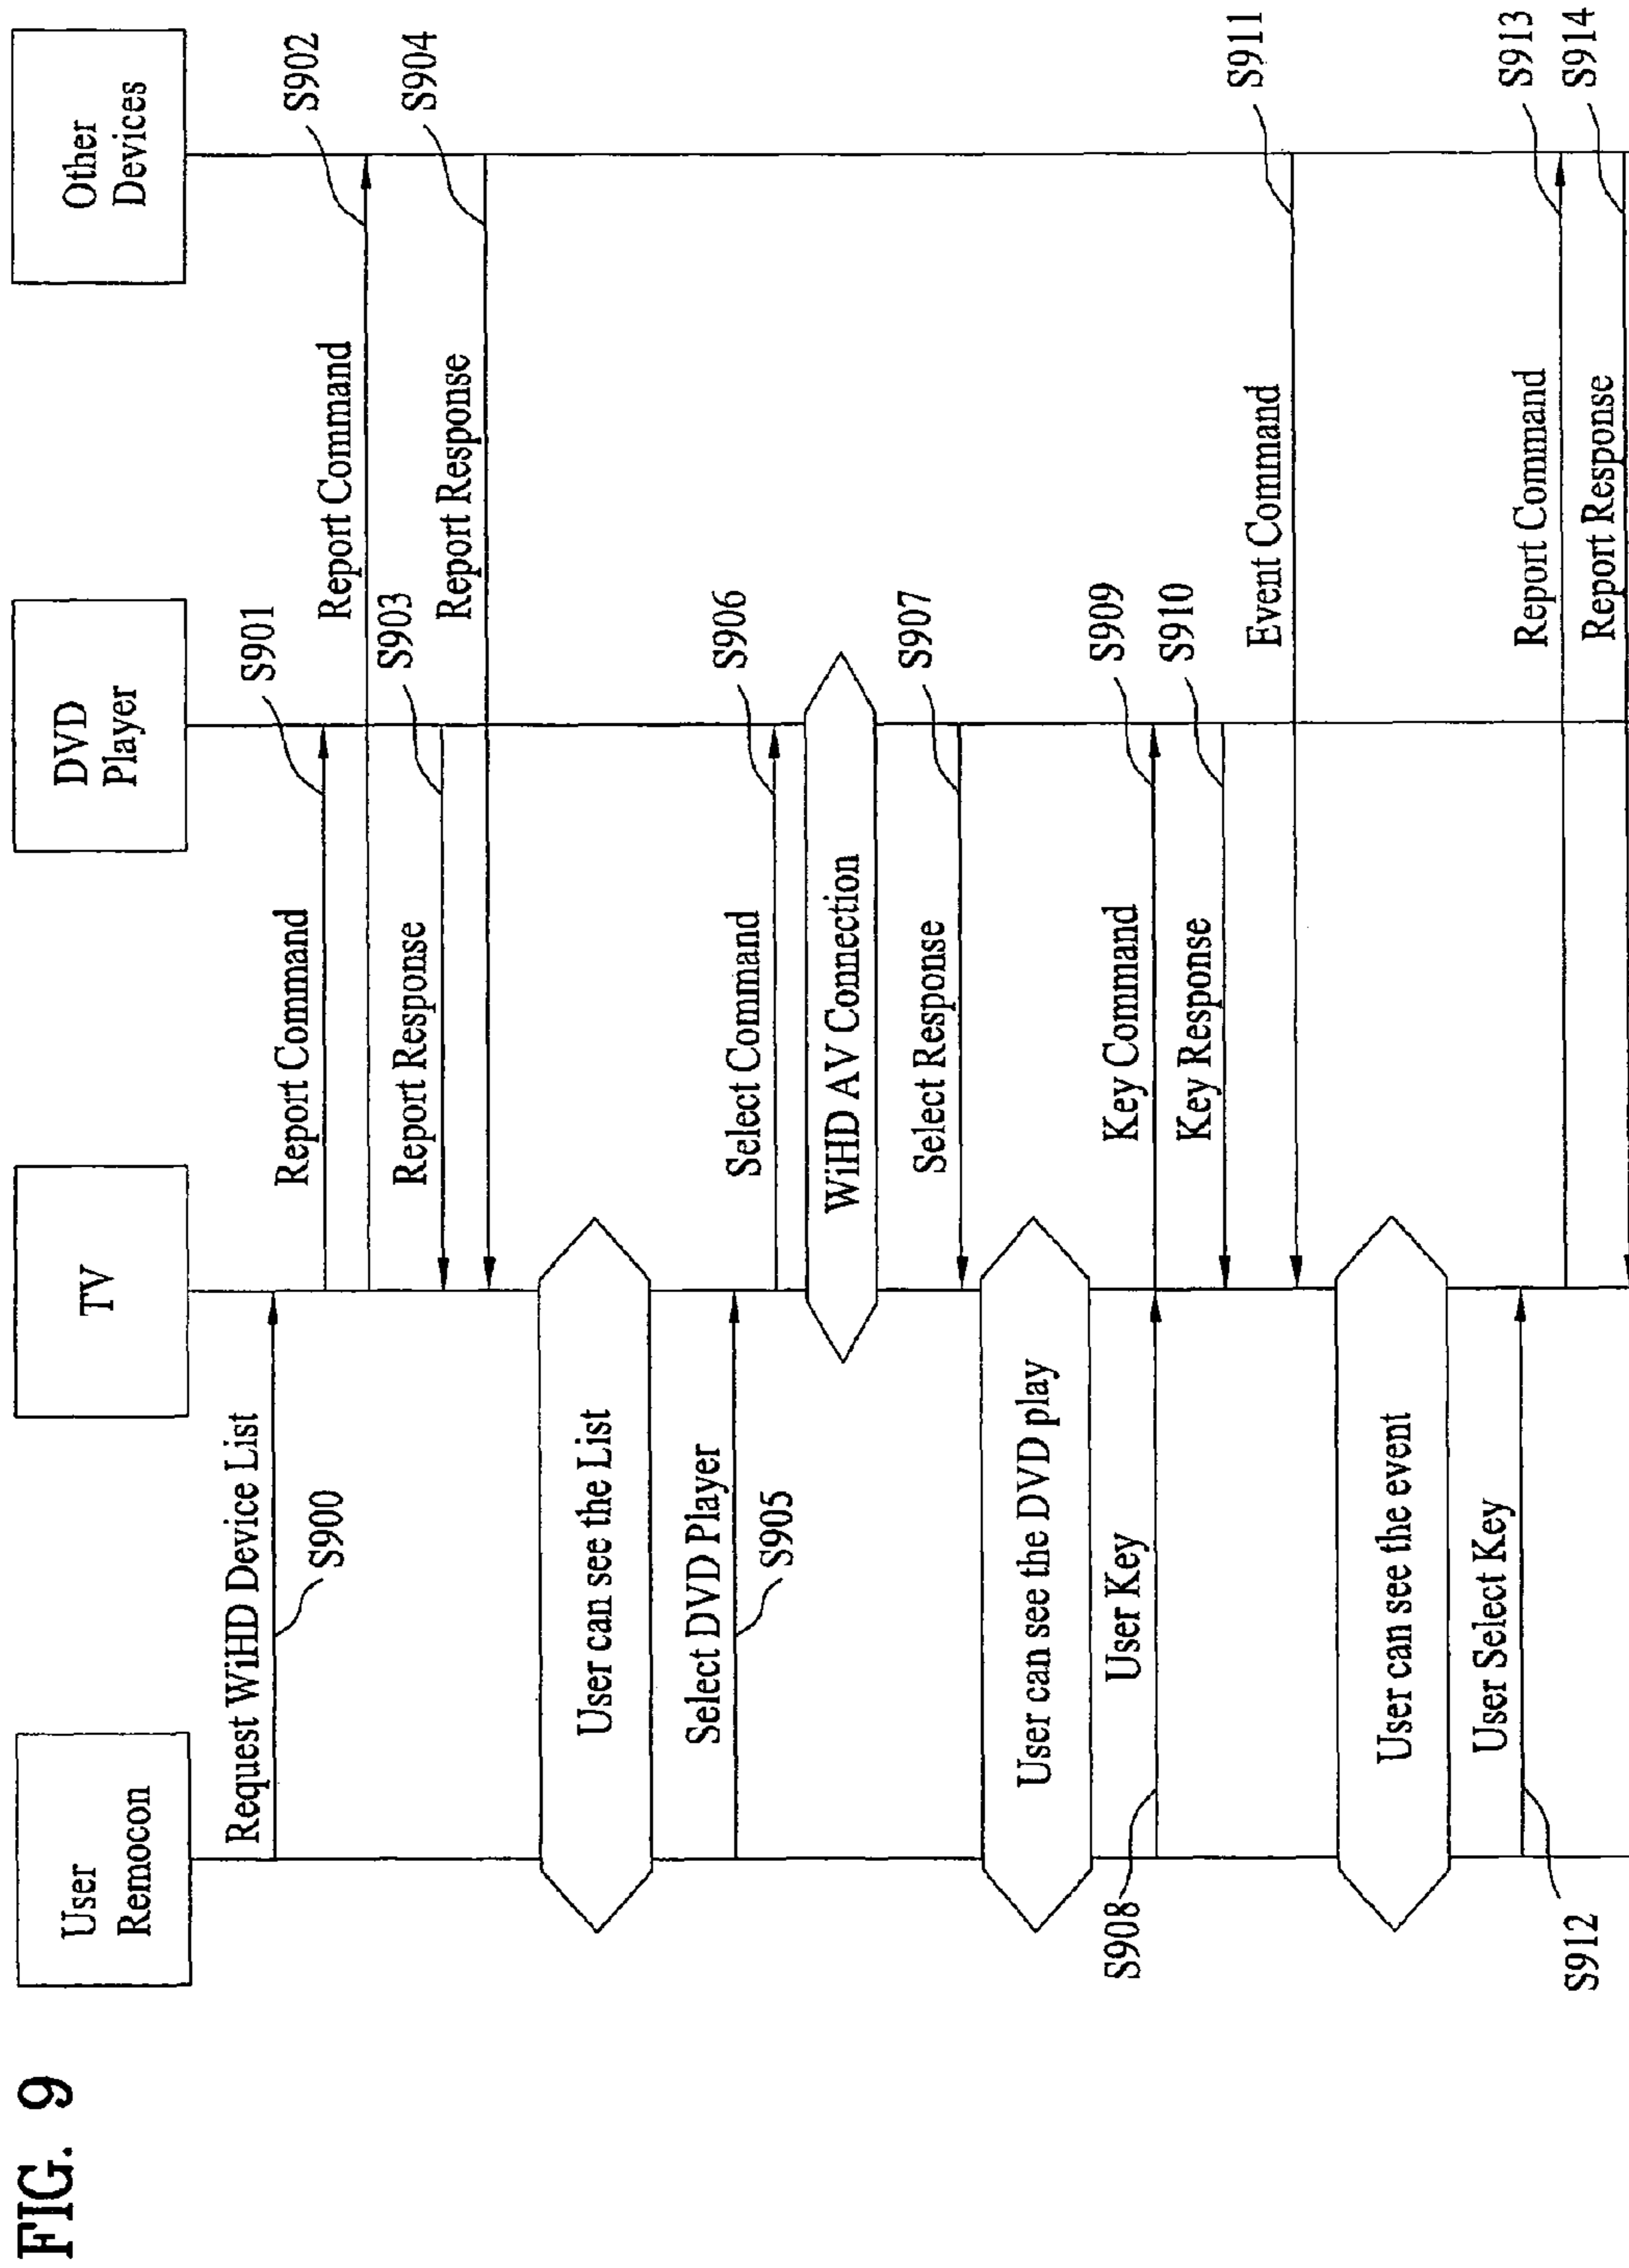 FIG. 9
User
Remocon
TV
DVD
Player
Other
Devices
Request WiHD Device List
S900
Report Command
S901
Report Command
S902
Report Response
S903
Report Response
S904
User can see the List
Select DVD Player
S905
Select Command
S906
WiHD AV Connection
Select Response
S907
User can see the DVD play
User Key
S908
Key Command
S909
Key Response
S910
Event Command
S911
User can see the event
User Select Key
S912
Report Command
S913
Report Response
S914